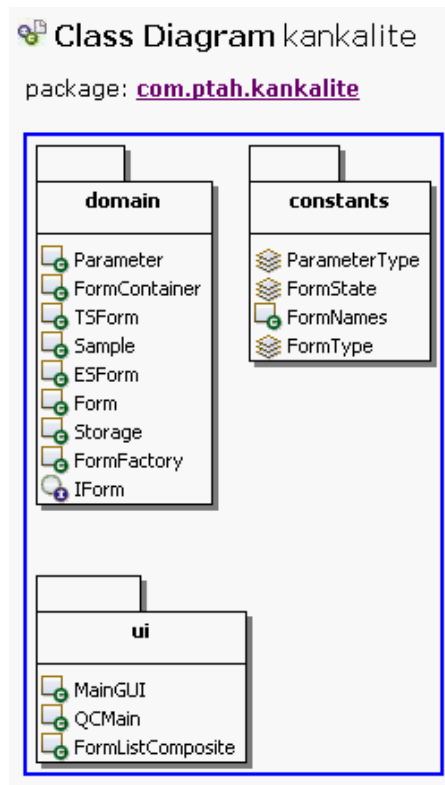 Class Diagram kankalite
package: com.ptah.kankalite
domain
Parameter
FormContainer
TSForm
Sample
ESForm
Form
Storage
FormFactory
IForm
constants
ParameterType
FormState
FormNames
FormType
ui
MainGUI
QCMain
FormListComposite